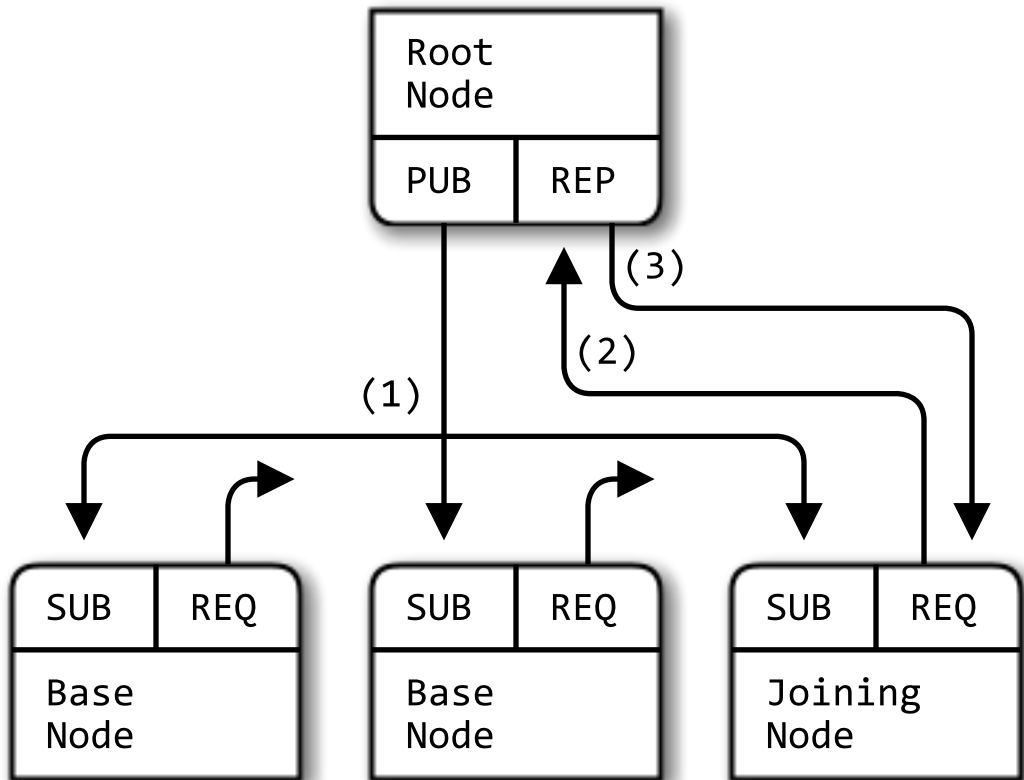 Root
Node
PUB
REP
(3)
(2)
(1)
SUB
REQ
SUB
REQ
SUB
REQ
Base
Node
Base
Node
Joining
Node